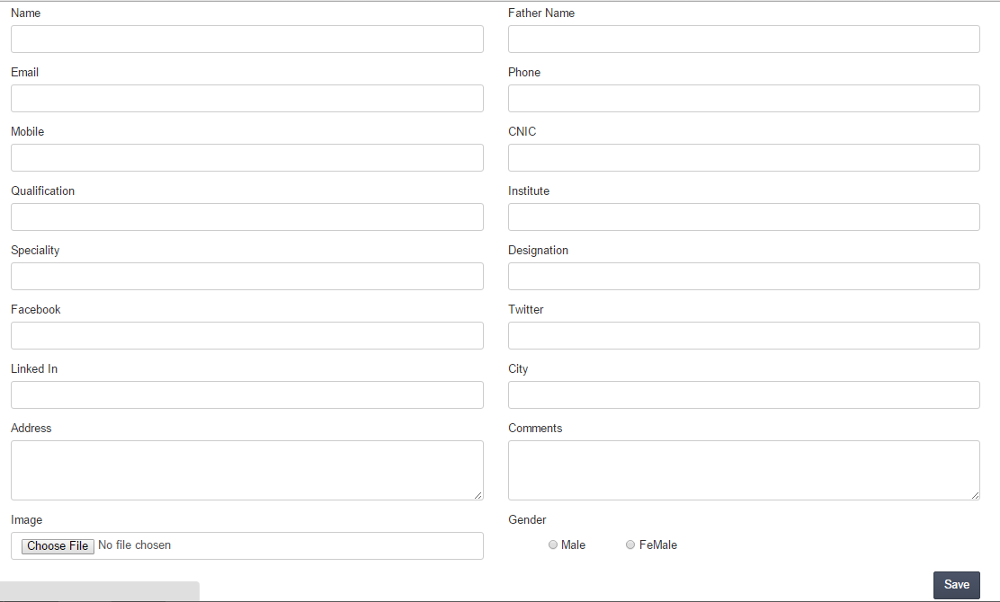 Name
Father Name
Email
Phone
Mobile
CNIC
Qualification
Institute
Speciality
Designation
Facebook
Twitter
Linked In
City
Address
Comments
Image
Gender
Choose File No file chosen
Male
FeMale
Save